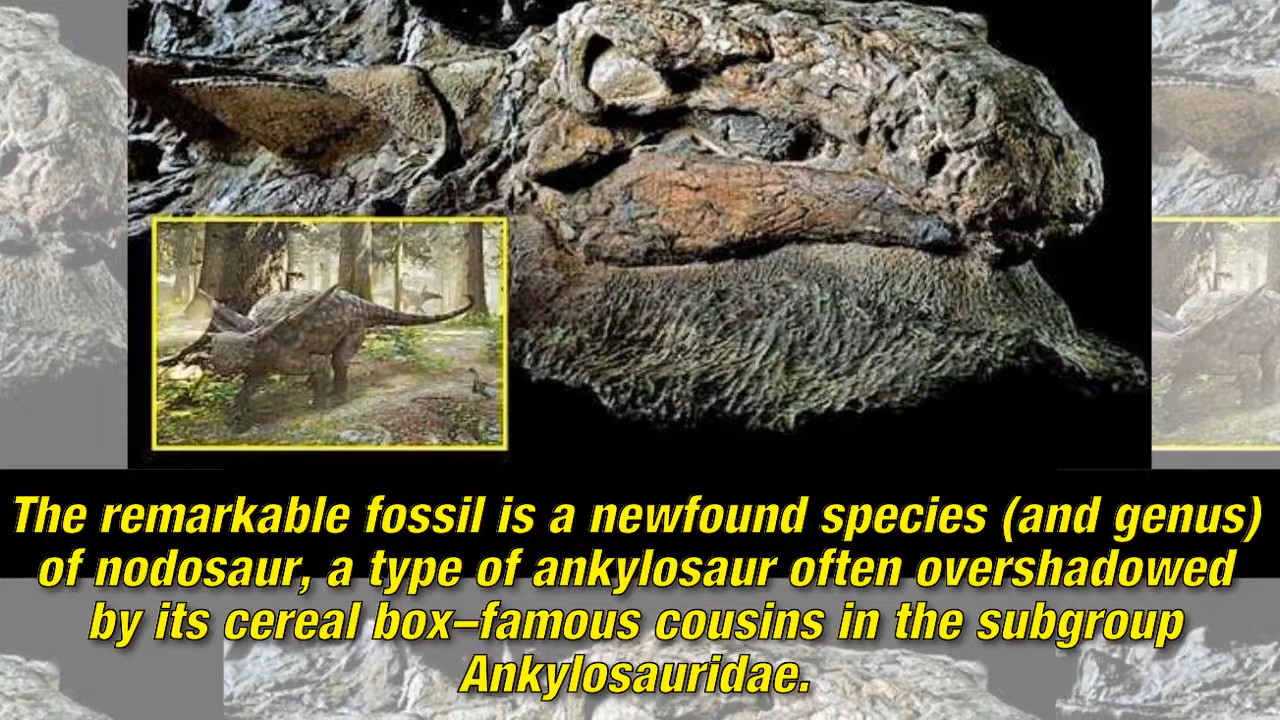 The remarkable fossil is a newfound species (and genus)
of nodosaur, a type of ankylosaur often overshadowed
by its cereal box–famous cousins in the subgroup
Ankylosauridae.